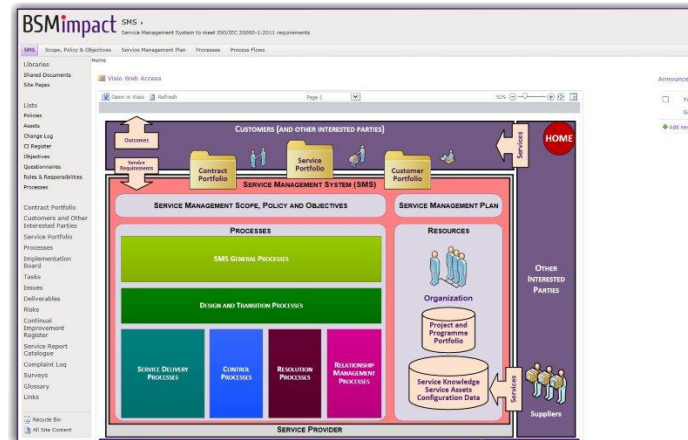 BSMimpact
SMS ▸
Service Management System to meet ISO/IEC 20000-1:2011 requirements
SMS
Scope, Policy & Objectives
Service Management Plan
Processes
Process Flows
Home
Libraries
Shared Documents
Site Pages
Lists
Policies
Assets
Change Log
CI Register
Objectives
Questionnaires
Roles & Responsibilities
Processes
Contract Portfolio
Customers and Other
Interested Parties
Service Portfolio
Processes
Implementation
Board
Tasks
Issues
Deliverables
Risks
Continual
Improvement
Register
Service Report
Catalogue
Complaint Log
Surveys
Glossary
Links
Recycle Bin
All Site Content
Visio Web Access
Open in Visio
Refresh
Page 1
92%
Outcomes
Service
Requirements
CUSTOMERS (AND OTHER INTERESTED PARTIES)
Contract
Portfolio
Service
Portfolio
Customer
Portfolio
Services
HOME
SERVICE MANAGEMENT SYSTEM (SMS)
SERVICE MANAGEMENT SCOPE, POLICY AND OBJECTIVES
SERVICE MANAGEMENT PLAN
PROCESSES
SMS GENERAL PROCESSES
DESIGN AND TRANSITION PROCESSES
SERVICE DELIVERY
PROCESSES
CONTROL
PROCESSES
RESOLUTION
PROCESSES
RELATIONSHIP
MANAGEMENT
PROCESSES
RESOURCES
Organization
Project and
Programme
Portfolio
Service Knowledge
Service Assets
Configuration Data
OTHER
INTERESTED
PARTIES
Services
Suppliers
SERVICE PROVIDER
Announce
Add new